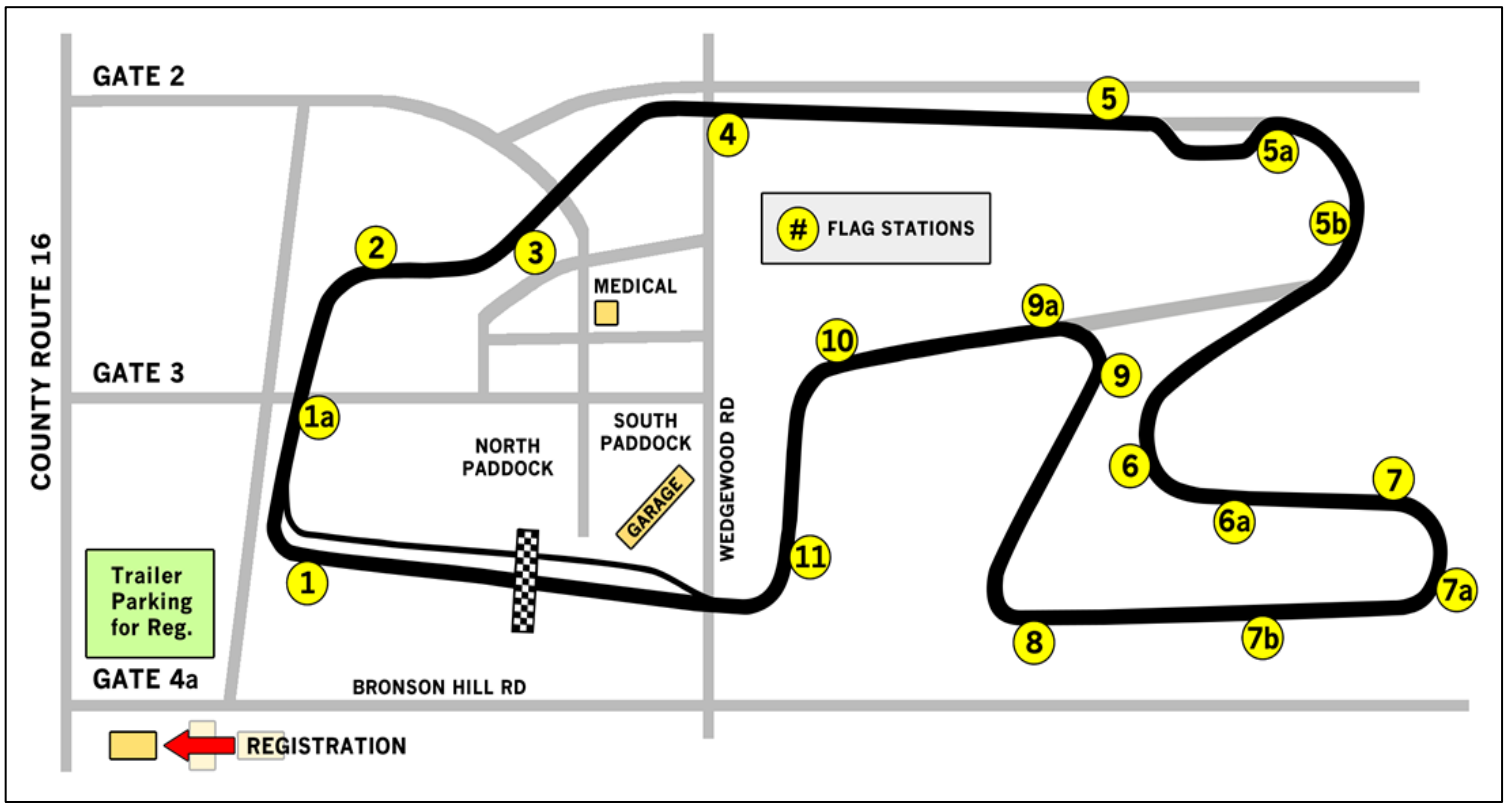 GATE 2
5
4
5a
2
3
#
FLAG STATIONS
5b
COUNTY ROUTE 16
MEDICAL
9a
10
GATE 3
9
1a
SOUTH
PADDOCK
NORTH
PADDOCK
WEDGEWOOD RD
6
7
GARAGE
6a
11
1
Trailer
Parking
for Reg.
7a
8
7b
GATE 4a
BRONSON HILL RD
REGISTRATION